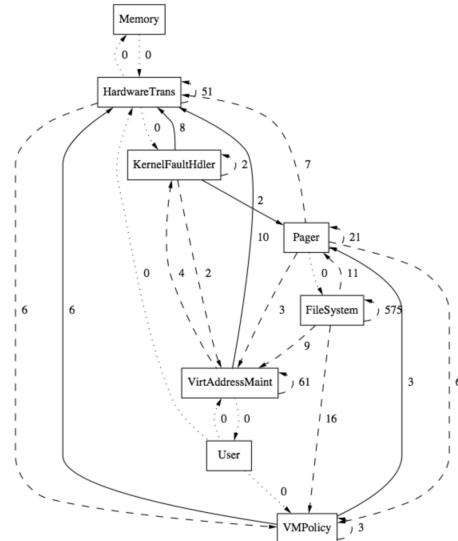 Memory
0 0
HardwareTrans 51
0 8 7
KernelFaultHdler 2
2
Pager 21
10
0 4 2 0 11
FileSystem 575
6 6 3 3 6
9
VirtAddressMaint 61
16
0 0
User
0
VMPolicy 3